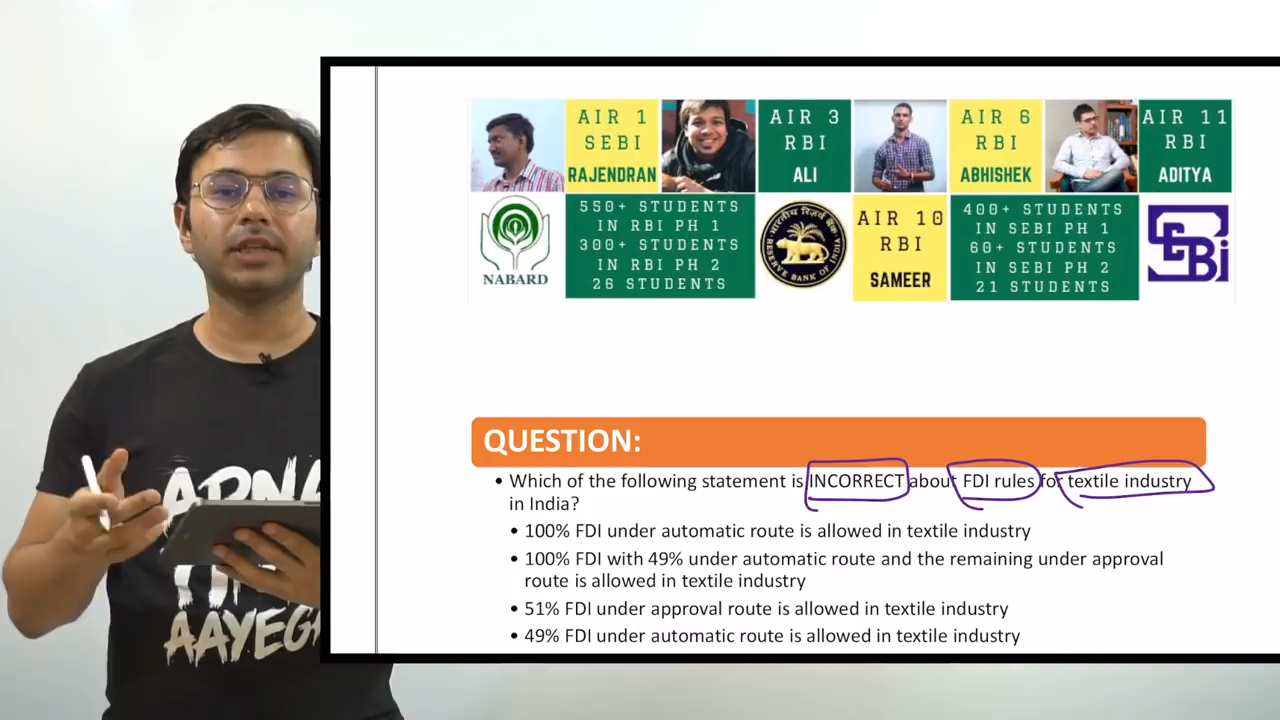 AIR 1
SEBI
RAJENDRAN
AIR 3
RBI
ALI
AIR 6
RBI
ABHISHEK
AIR 11
RBI
ADITYA
NABARD
550+ STUDENTS
IN RBI PH 1
300+ STUDENTS
IN RBI PH 2
26 STUDENTS
भारतीय रिज़र्व बैंक
RESERVE BANK OF INDIA
AIR 10
RBI
SAMEER
400+ STUDENTS
IN SEBI PH 1
60+ STUDENTS
IN SEBI PH 2
21 STUDENTS
SEBI
QUESTION:
• Which of the following statement is INCORRECT about FDI rules for textile industry
in India?
• 100% FDI under automatic route is allowed in textile industry
• 100% FDI with 49% under automatic route and the remaining under approval
route is allowed in textile industry
• 51% FDI under approval route is allowed in textile industry
• 49% FDI under automatic route is allowed in textile industry
AAYEGA